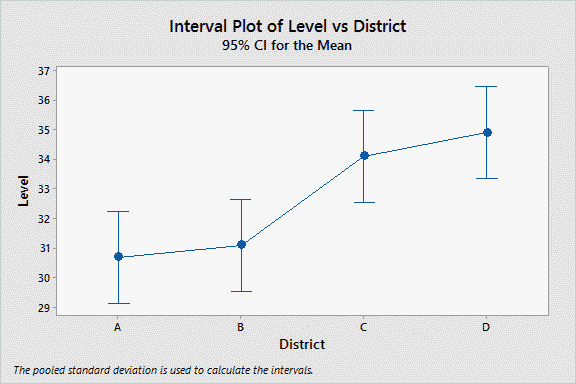 Interval Plot of Level vs District
95% CI for the Mean
37
36
35
34
33
32
31
30
29
Level
A B C D
District
The pooled standard deviation is used to calculate the intervals.